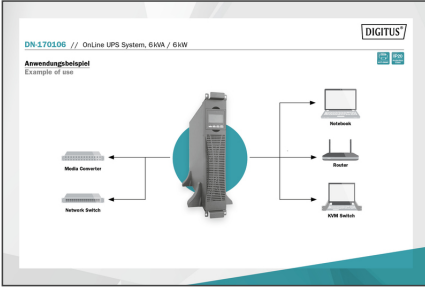 DIGITUS®
DN-170106 // OnLine UPS System, 6kVA / 6kW
Anwendungsbeispiel
Example of use
Notebook
Media Converter
Router
Network Switch
KVM Switch